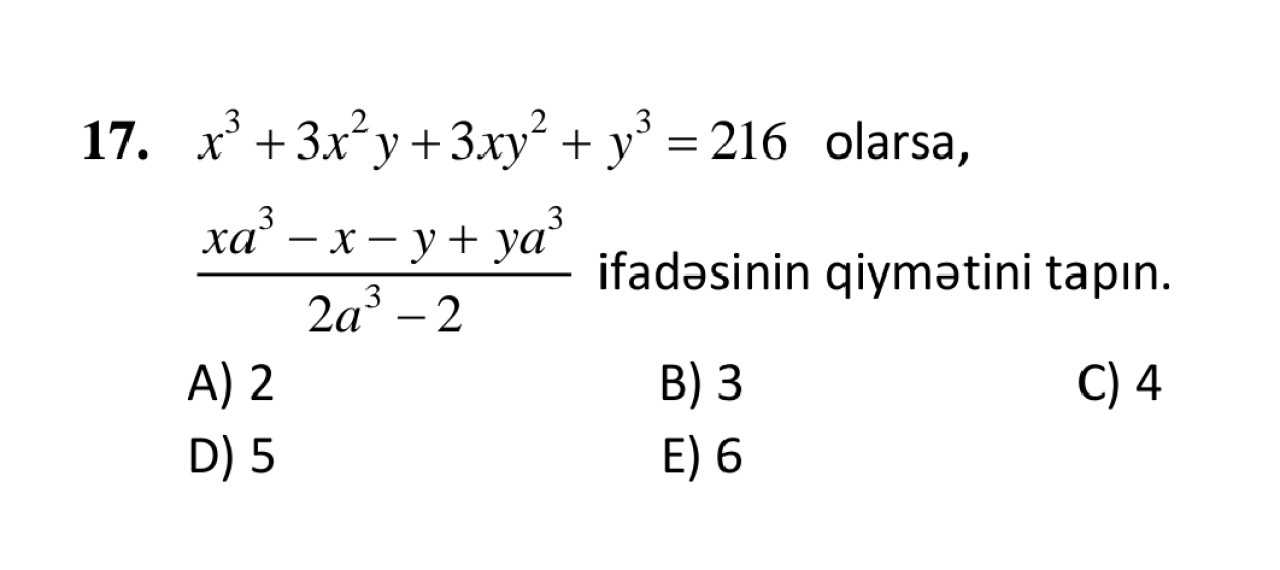 17. x³ + 3x²y + 3xy² + y³ = 216 olarsa,
xa³ − x − y + ya³
2a³ − 2
ifadəsinin qiymətini tapın.
A) 2 B) 3 C) 4
D) 5 E) 6